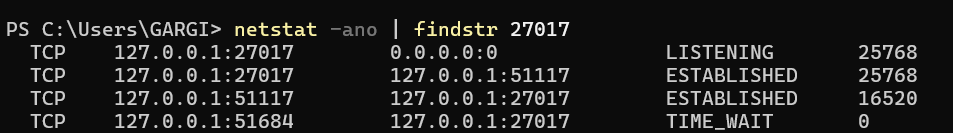 PS C:\Users\GARGI> netstat -ano | findstr 27017
TCP 127.0.0.1:27017 0.0.0.0:0 LISTENING 25768
TCP 127.0.0.1:27017 127.0.0.1:51117 ESTABLISHED 25768
TCP 127.0.0.1:51117 127.0.0.1:27017 ESTABLISHED 16520
TCP 127.0.0.1:51684 127.0.0.1:27017 TIME_WAIT 0